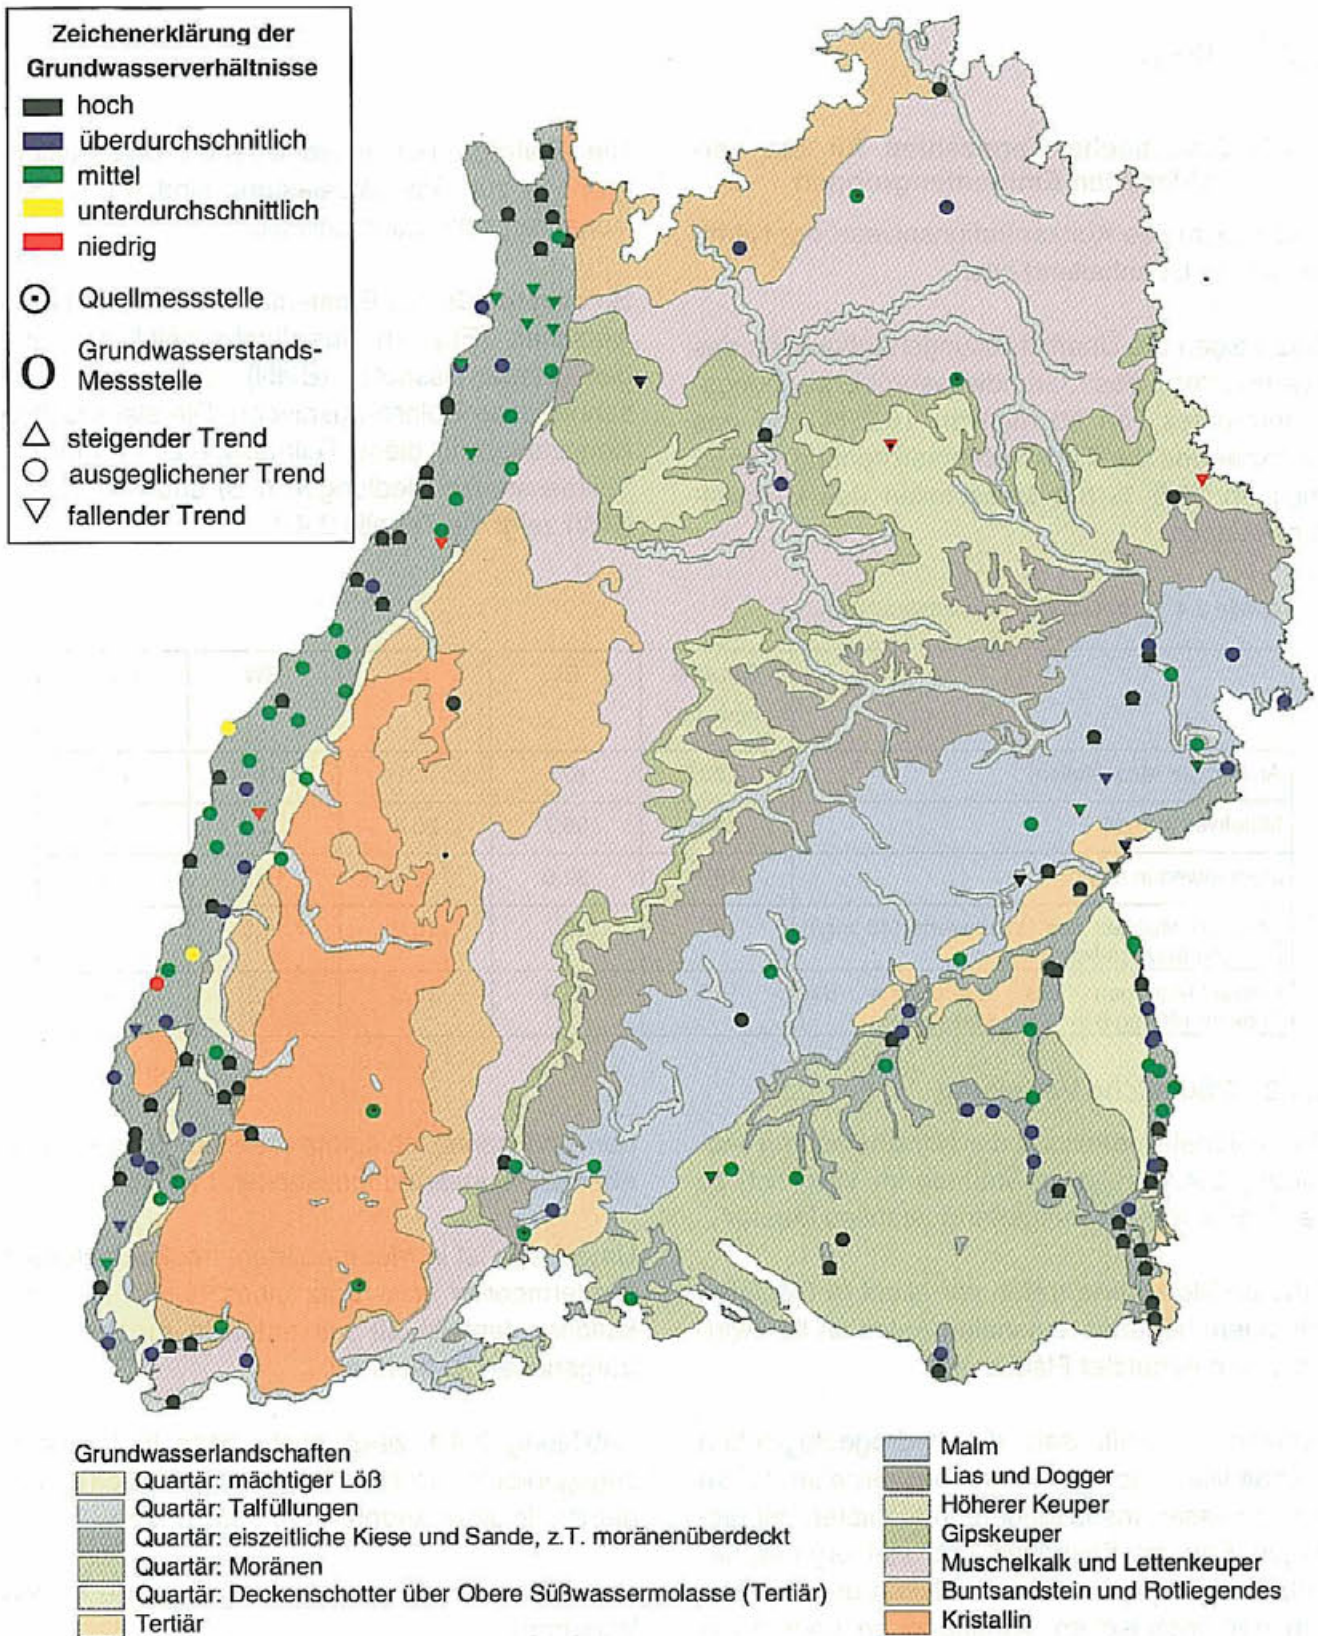 Zeichenerklärung der
Grundwasserverhältnisse
hoch
überdurchschnitlich
mittel
unterdurchschnittlich
niedrig
Quellmessstelle
Grundwasserstands-
Messstelle
steigender Trend
ausgeglichener Trend
fallender Trend
Grundwasserlandschaften
Quartär: mächtiger Löß
Quartär: Talfüllungen
Quartär: eiszeitliche Kiese und Sande, z.T. moränenüberdeckt
Quartär: Moränen
Quartär: Deckenschotter über Obere Süßwassermolasse (Tertiär)
Tertiär
Malm
Lias und Dogger
Höherer Keuper
Gipskeuper
Muschelkalk und Lettenkeuper
Buntsandstein und Rotliegendes
Kristallin